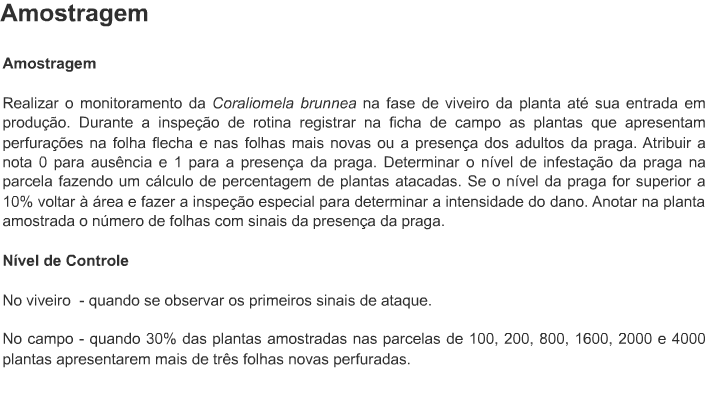 Amostragem
Amostragem
Realizar o monitoramento da Coraliomela brunnea na fase de viveiro da planta até sua entrada em
produção. Durante a inspeção de rotina registrar na ficha de campo as plantas que apresentam
perfurações na folha flecha e nas folhas mais novas ou a presença dos adultos da praga. Atribuir a
nota 0 para ausência e 1 para a presença da praga. Determinar o nível de infestação da praga na
parcela fazendo um cálculo de percentagem de plantas atacadas. Se o nível da praga for superior a
10% voltar à área e fazer a inspeção especial para determinar a intensidade do dano. Anotar na planta
amostrada o número de folhas com sinais da presença da praga.
Nível de Controle
No viveiro - quando se observar os primeiros sinais de ataque.
No campo - quando 30% das plantas amostradas nas parcelas de 100, 200, 800, 1600, 2000 e 4000
plantas apresentarem mais de três folhas novas perfuradas.